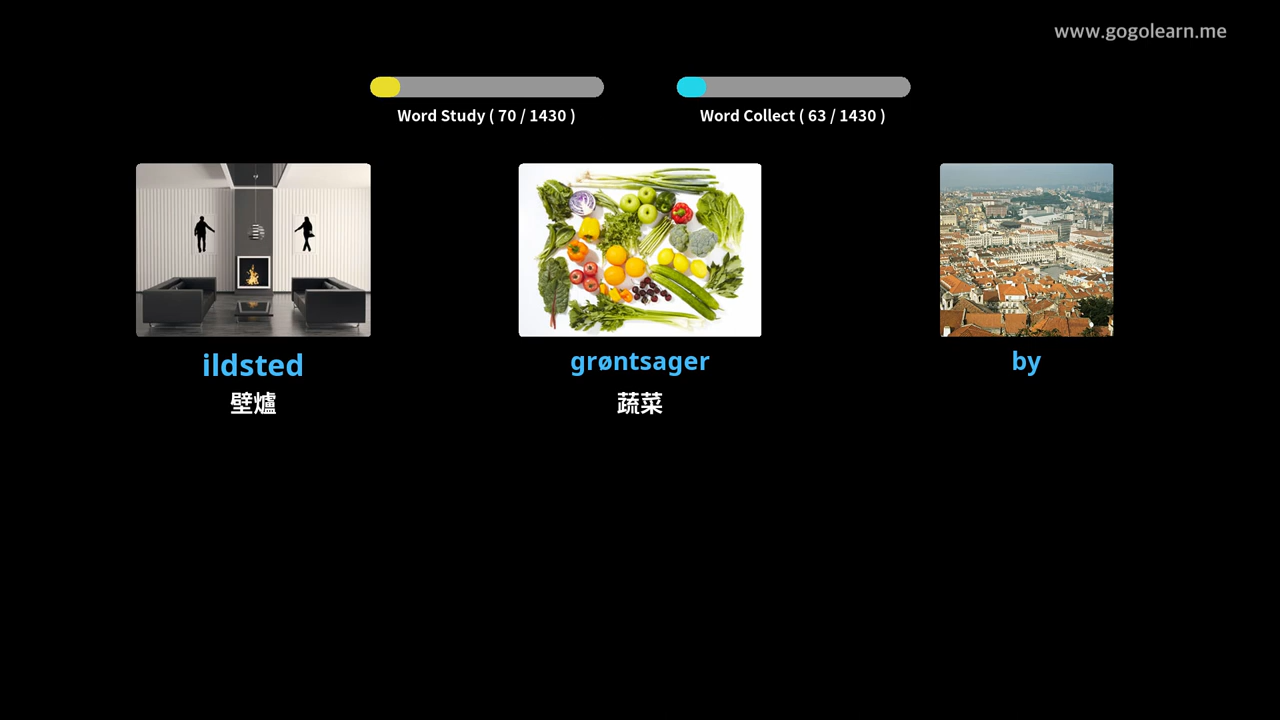 www.gogolearn.me
Word Study ( 70 / 1430 )
Word Collect ( 63 / 1430 )
ildsted
grøntsager
by
壁爐
蔬菜